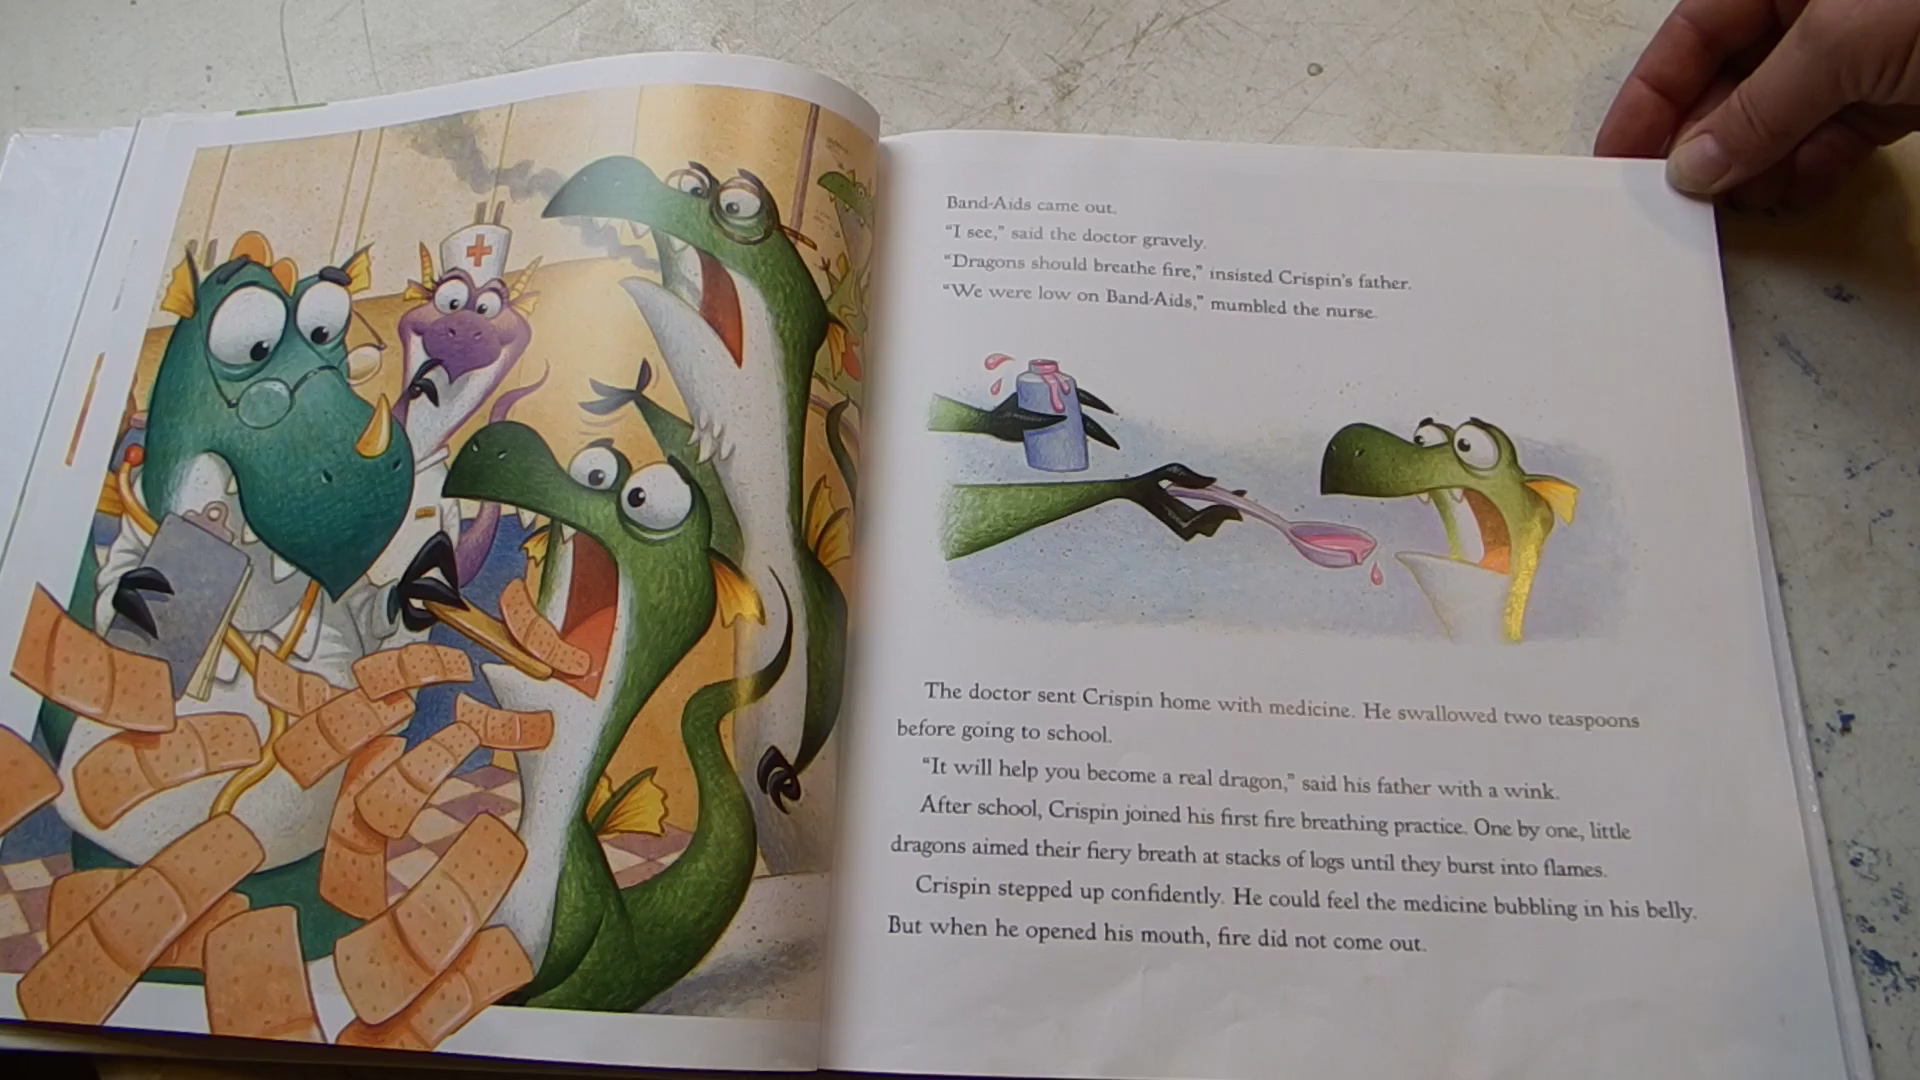 Band-Aids came out.
“I see,” said the doctor gravely.
“Dragons should breathe fire,” insisted Crispin’s father.
“We were low on Band-Aids,” mumbled the nurse.
The doctor sent Crispin home with medicine. He swallowed two teaspoons
before going to school.
“It will help you become a real dragon,” said his father with a wink.
After school, Crispin joined his first fire breathing practice. One by one, little
dragons aimed their fiery breath at stacks of logs until they burst into flames.
Crispin stepped up confidently. He could feel the medicine bubbling in his belly.
But when he opened his mouth, fire did not come out.